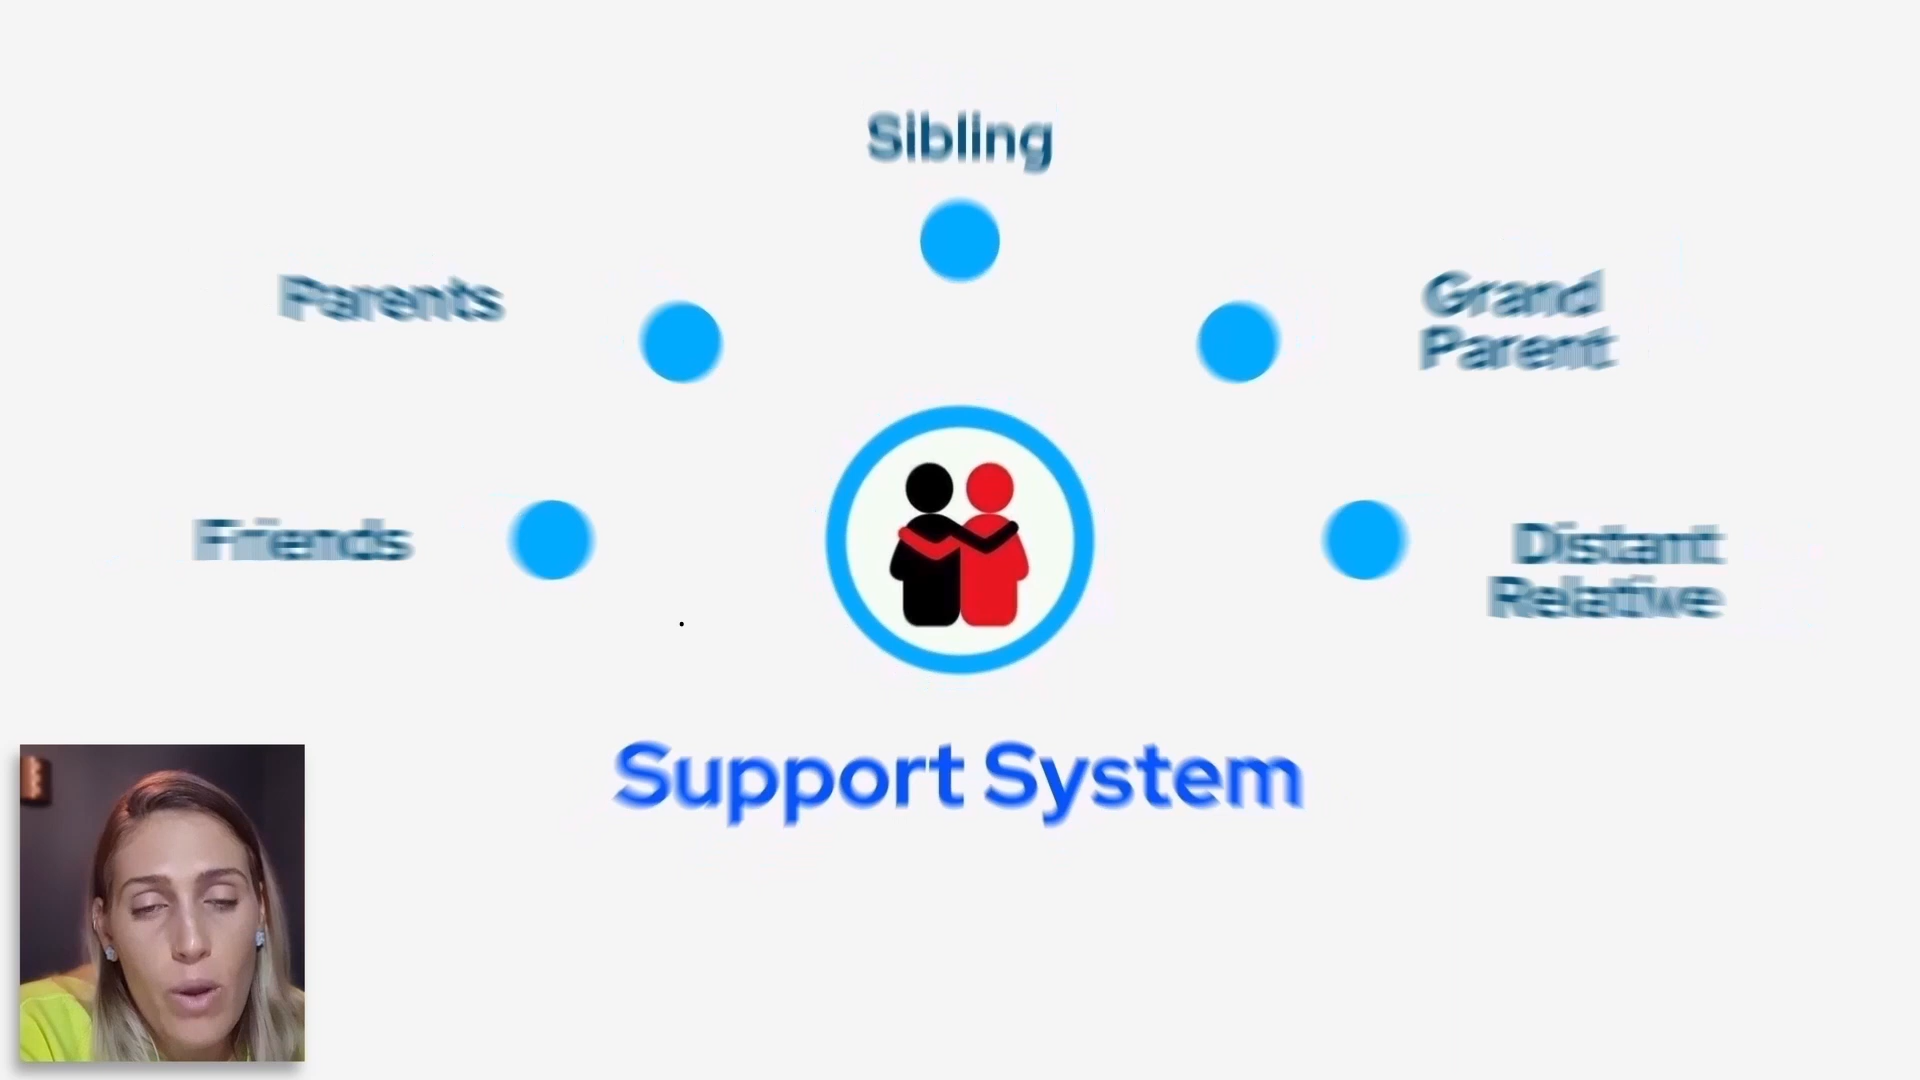 Sibling
Parents
Grand
Parent
Friends
Distant
Relative
Support System